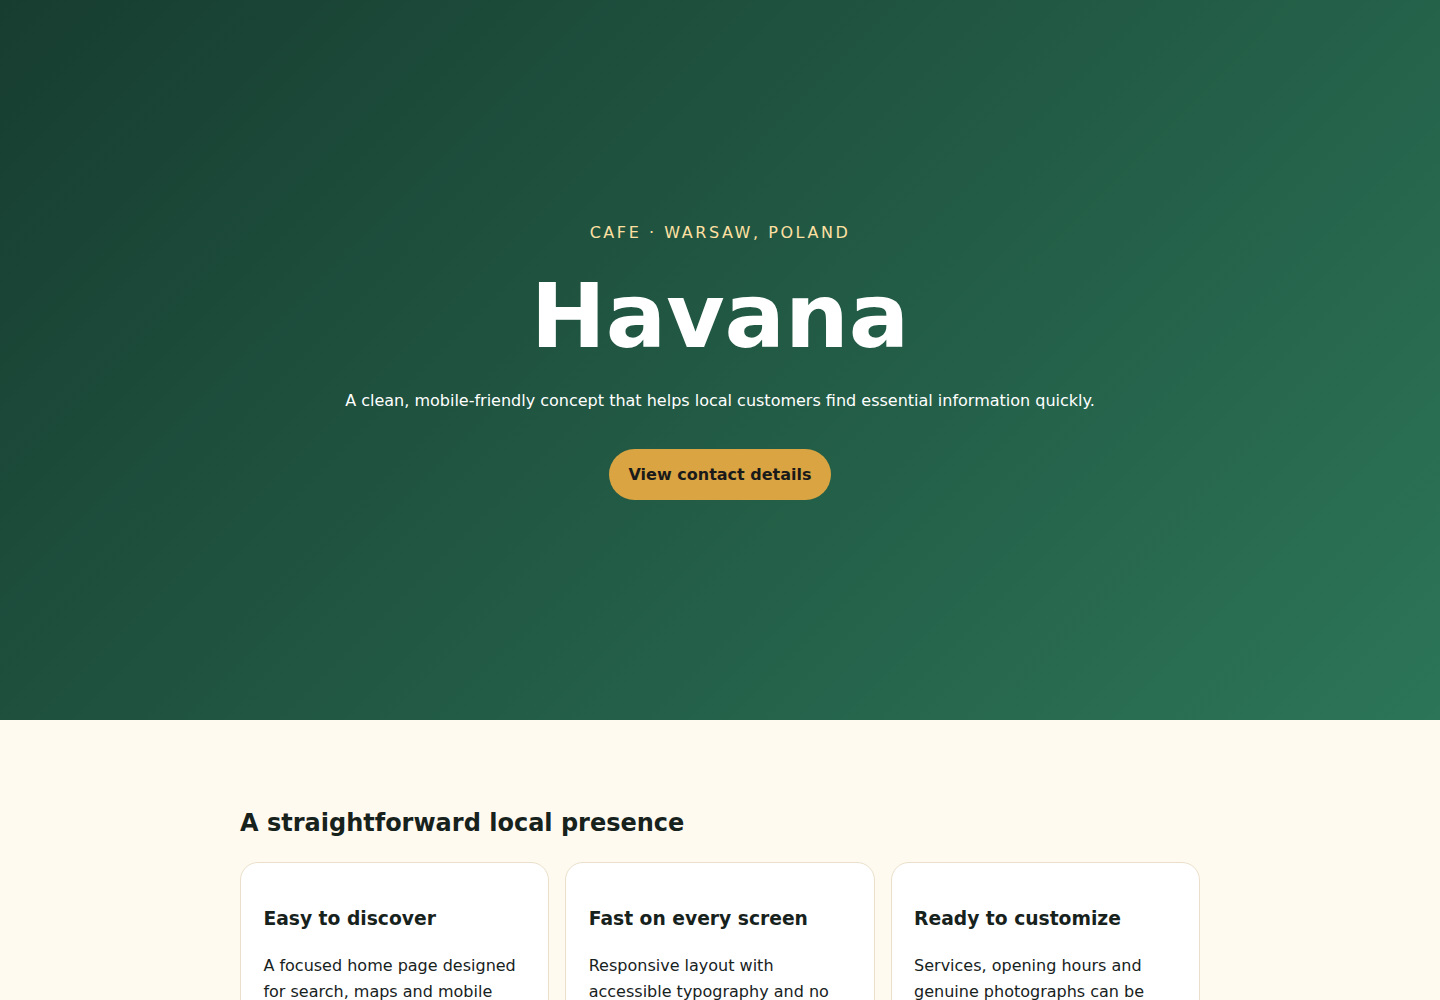 CAFE · WARSAW, POLAND
Havana
A clean, mobile-friendly concept that helps local customers find essential information quickly.
View contact details
A straightforward local presence
Easy to discover
A focused home page designed
for search, maps and mobile
Fast on every screen
Responsive layout with
accessible typography and no
Ready to customize
Services, opening hours and
genuine photographs can be